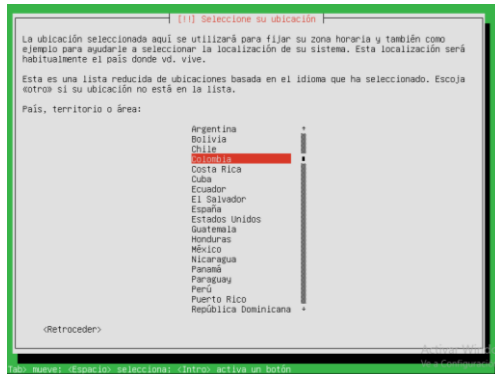 [!!] Seleccione su ubicación
La ubicación seleccionada aquí se utilizará para fijar su zona horaria y también como
ejemplo para ayudarle a seleccionar la localización de su sistema. Esta localización será
habitualmente el país donde vd. vive.
Esta es una lista reducida de ubicaciones basada en el idioma que ha seleccionado. Escoja
«otro» si su ubicación no está en la lista.
País, territorio o área:
Argentina
Bolivia
Chile
Colombia
Costa Rica
Cuba
Ecuador
El Salvador
España
Estados Unidos
Guatemala
Honduras
México
Nicaragua
Panamá
Paraguay
Perú
Puerto Rico
República Dominicana
<Retroceder>
Activar Wind
Ve a Configurac
Tab> mueve; <Espacio> selecciona; <Intro> activa un botón